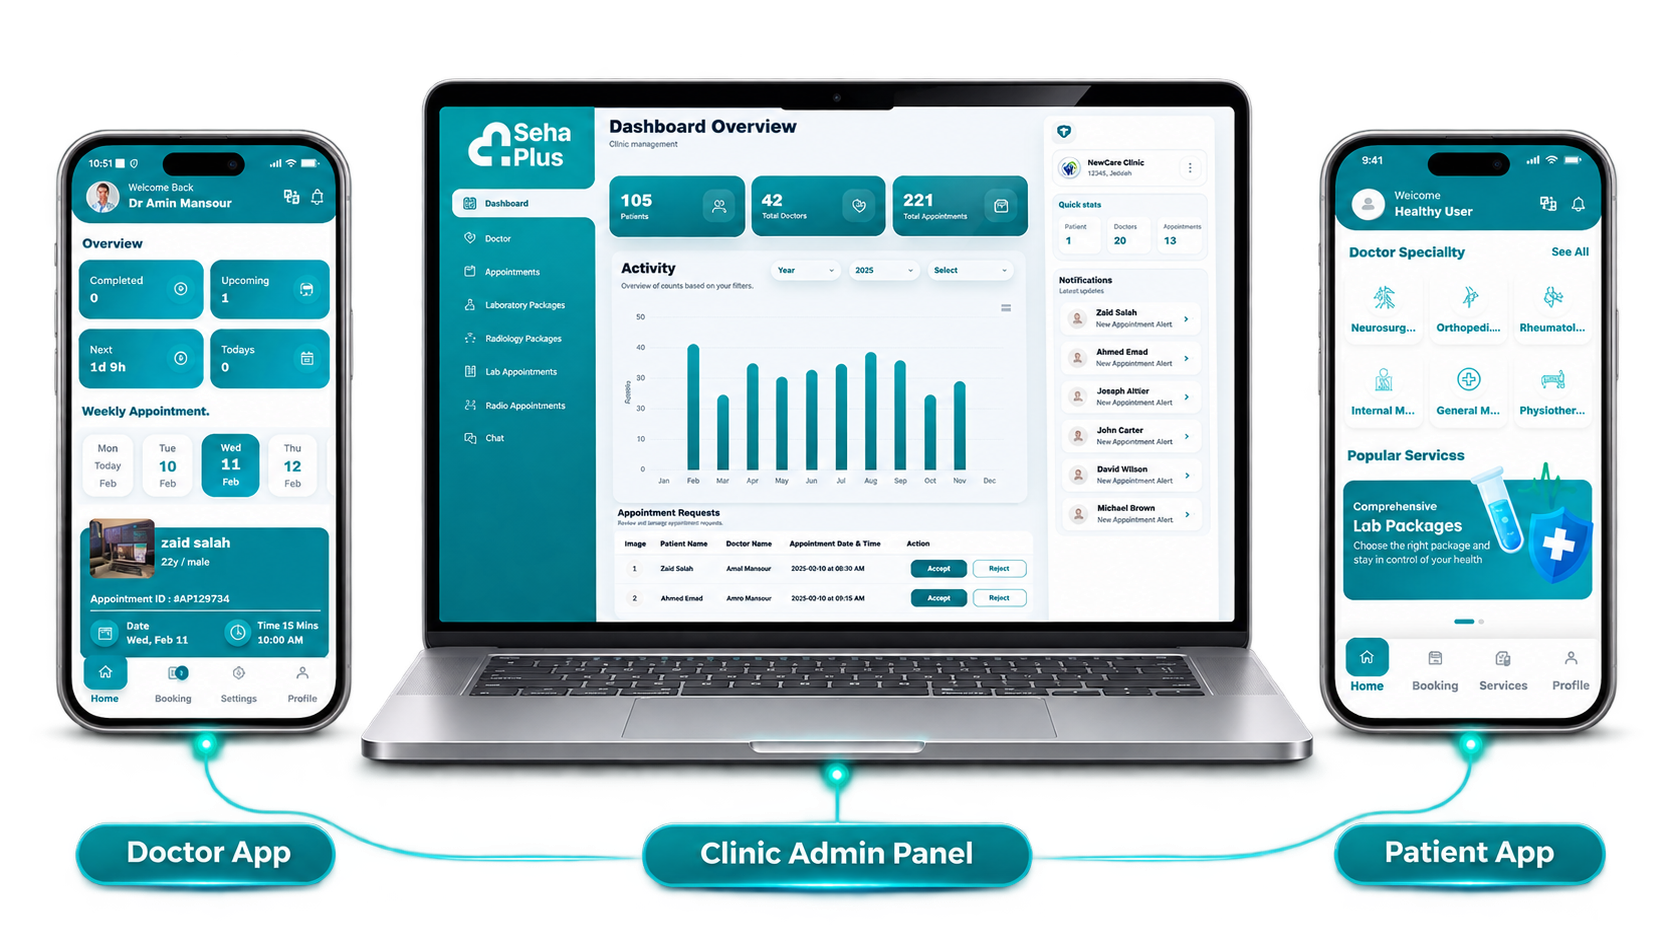 10:51
Welcome Back
Dr Amin Mansour
Overview
Completed
0
Upcoming
1
Next
1d 9h
Todays
0
Weekly Appointment.
Mon
Today
Feb
Tue
10
Feb
Wed
11
Feb
Thu
12
Feb
zaid salah
22y / male
Appointment ID : #AP129734
Date
Wed, Feb 11
Time 15 Mins
10:00 AM
Home
Booking
Settings
Profile
Doctor App
Seha
Plus
Dashboard
Doctor
Appointments
Laboratory Packages
Radiology Packages
Lab Appointments
Radio Appointments
Chat
Dashboard Overview
Clinic management
105
Patients
42
Total Doctors
221
Total Appointments
Activity
Overview of counts based on your filters.
Year
2025
Select
50
40
30
30
10
0
Jan Feb Mar Apr May Jun Jul Aug Sep Oct Nov Dec
Appointment Requests
Image Patient Name Doctor Name Appointment Date & Time Action
1 Zaid Salah Amal Mansour 2025-02-10 at 08:30 AM Accept Reject
2 Ahmed Emad Amro Mansour 2025-02-10 at 09:15 AM Accept Reject
NewCare Clinic
12345, Jeddah
Quick stats
Patient
1
Doctors
20
Appointments
13
Notifications
Latest updates
Zaid Salah
New Appointment Alert
Ahmed Emad
New Appointment Alert
Josaph Altier
New Appointment Alert
John Carter
New Appointment Alert
David Wilson
New Appointment Alert
Michael Brown
New Appointment Alert
Clinic Admin Panel
9:41
Welcome
Healthy User
Doctor Speciality
See All
Neurosurg...
Orthopedi...
Rheumatol...
Internal M...
General M...
Physiother...
Popular Servicss
Comprehensive
Lab Packages
Choose the right package and
stay in control of your health
Home
Booking
Services
Profile
Patient App